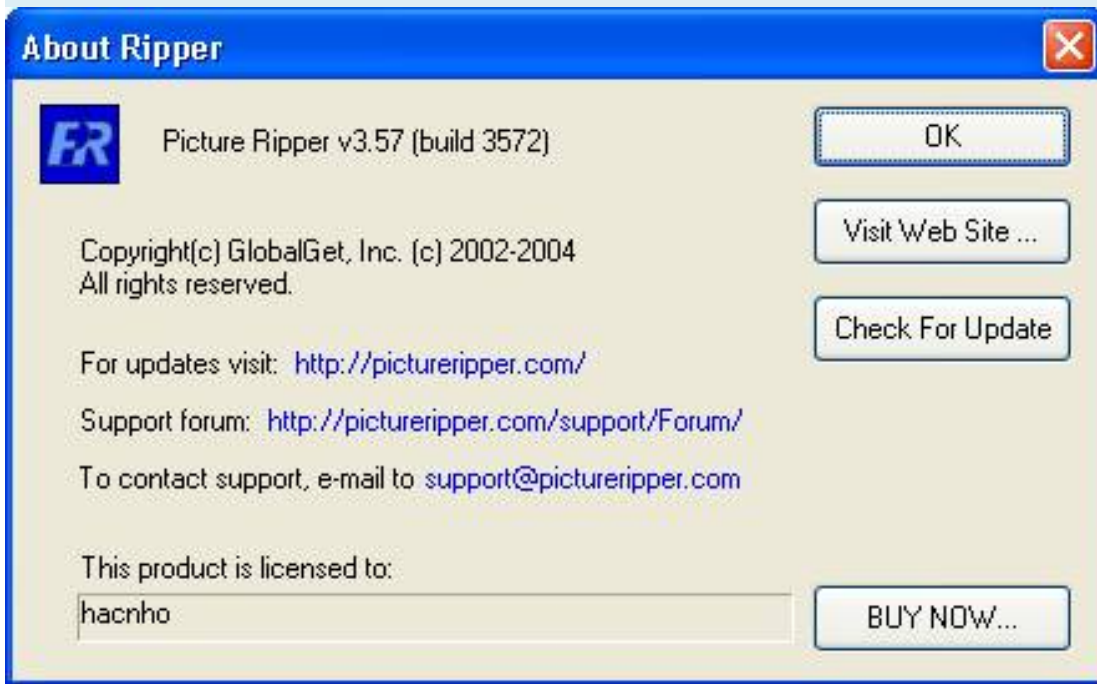 About Ripper
FR
Picture Ripper v3.57 (build 3572)
OK
Visit Web Site ...
Check For Update
Copyright(c) GlobalGet, Inc. (c) 2002-2004
All rights reserved.
For updates visit: http://pictureripper.com/
Support forum: http://pictureripper.com/support/Forum/
To contact support, e-mail to support@pictureripper.com
This product is licensed to:
hacnho
BUY NOW...